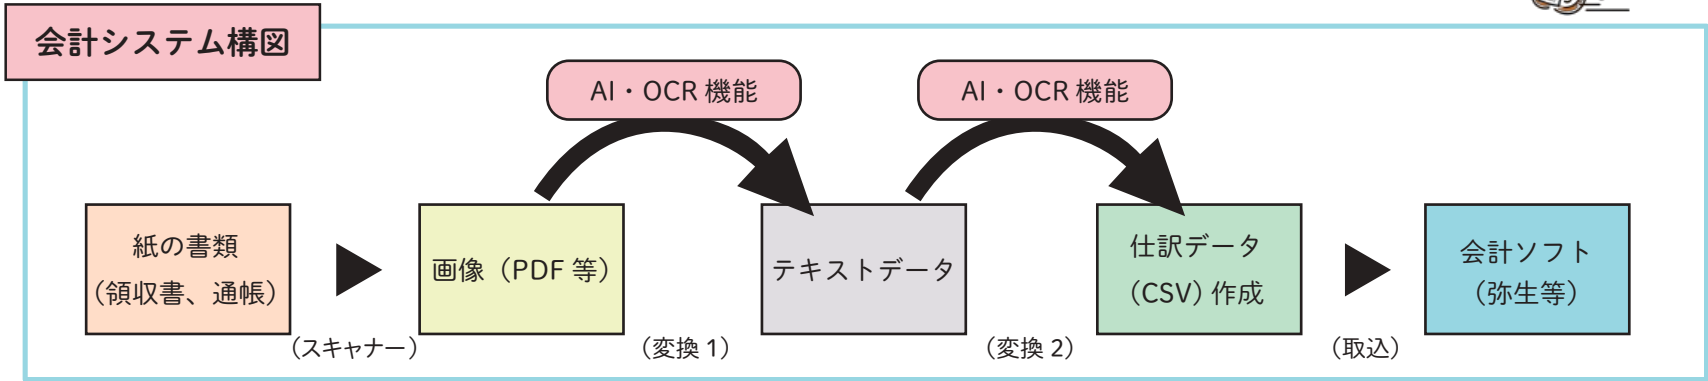 会計システム構図
AI・OCR 機能
AI・OCR 機能
紙の書類
(領収書、通帳)
画像(PDF 等)
テキストデータ
仕訳データ
(CSV) 作成
会計ソフト
(弥生等)
(スキャナー)
(変換 1)
(変換 2)
(取込)